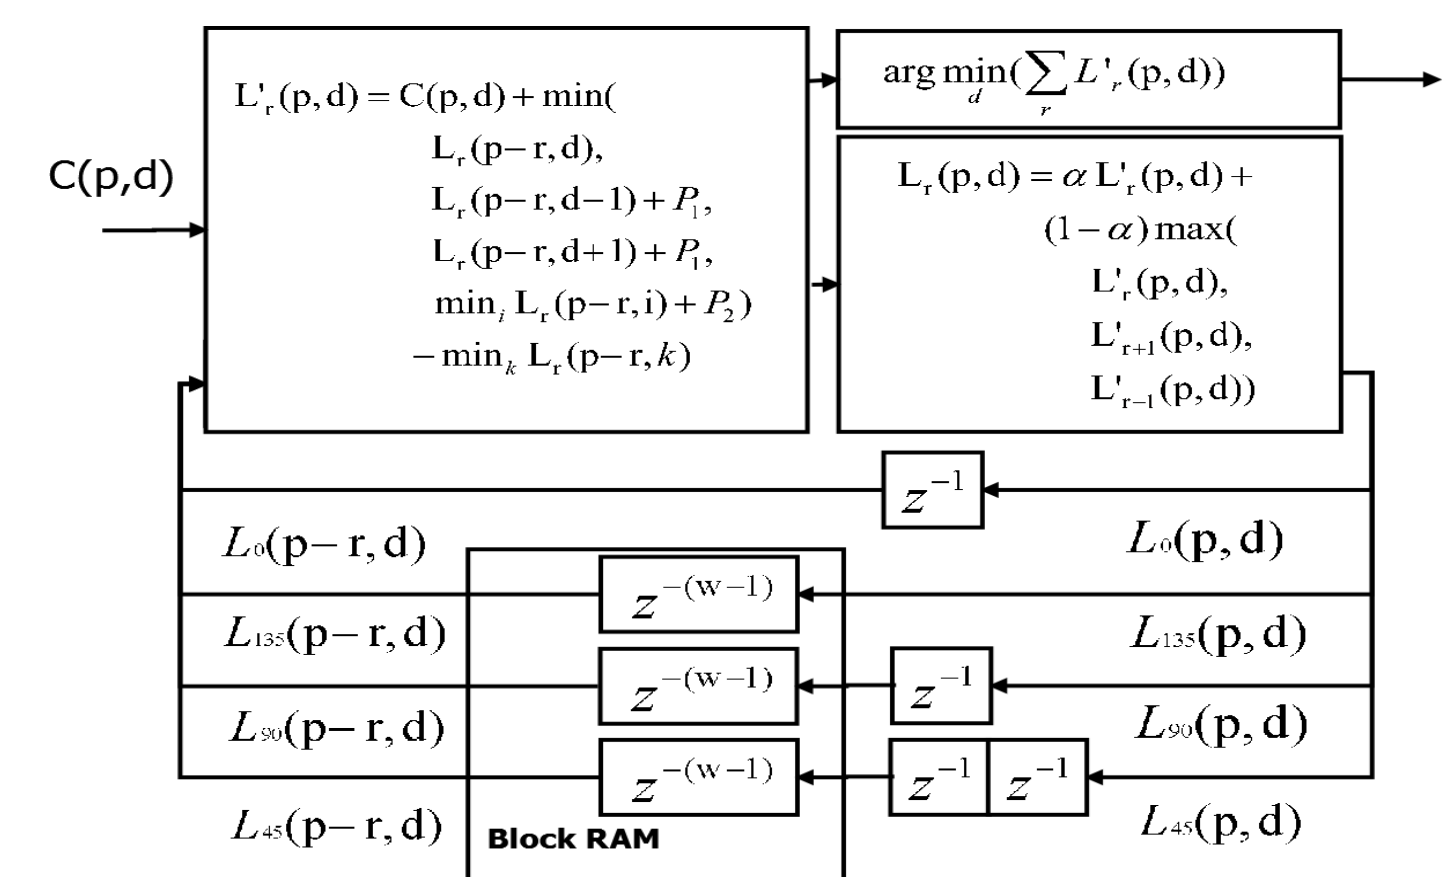 C(p,d)
L'r(p,d) = C(p,d) + min(
Lr(p−r,d),
Lr(p−r,d−1) + P1,
Lr(p−r,d+1) + P1,
mini Lr(p−r,i) + P2)
−mink Lr(p−r,k)
arg min d (∑ r L'r(p,d))
Lr(p,d) = α L'r(p,d) +
(1−α) max(
L'r(p,d),
L'r+1(p,d),
L'r−1(p,d))
z^−1
L0(p−r,d)
L0(p,d)
z^−(w−1)
L135(p−r,d)
L135(p,d)
z^−(w−1)
z^−1
L90(p−r,d)
L90(p,d)
z^−(w−1)
z^−1
z^−1
L45(p−r,d)
L45(p,d)
Block RAM